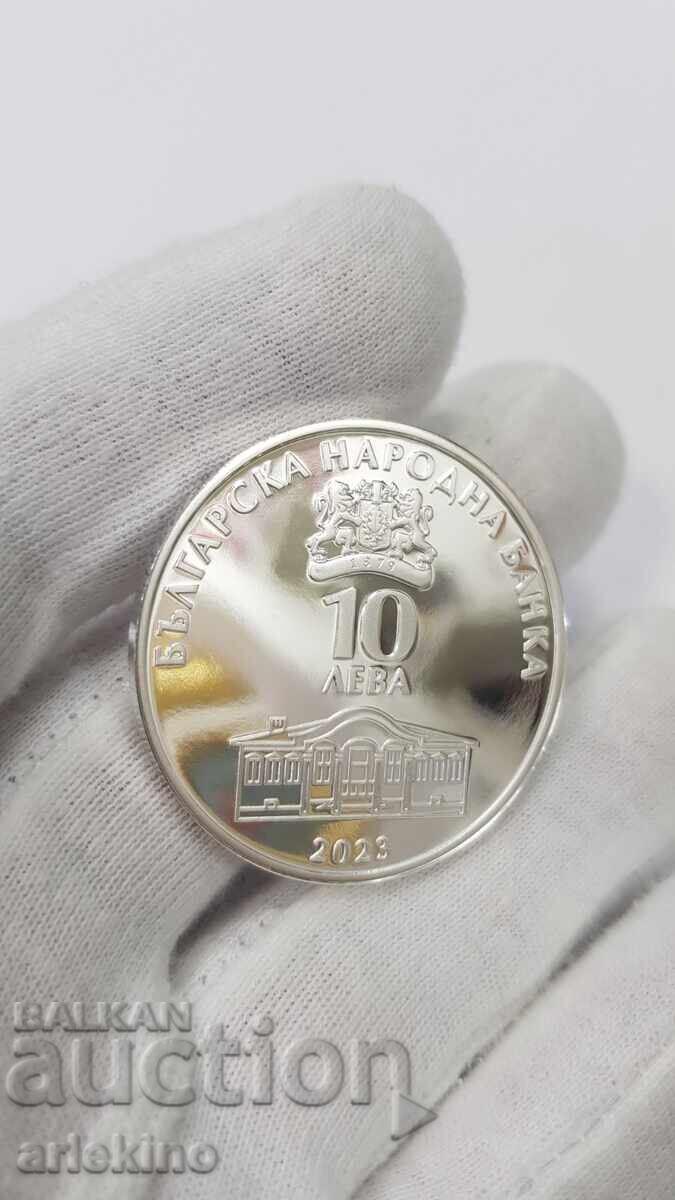 БЪЛГАРСКА НАРОДНА БАНКА
1879
10
ЛЕВА
2023
BALKAN
auction
arlekino